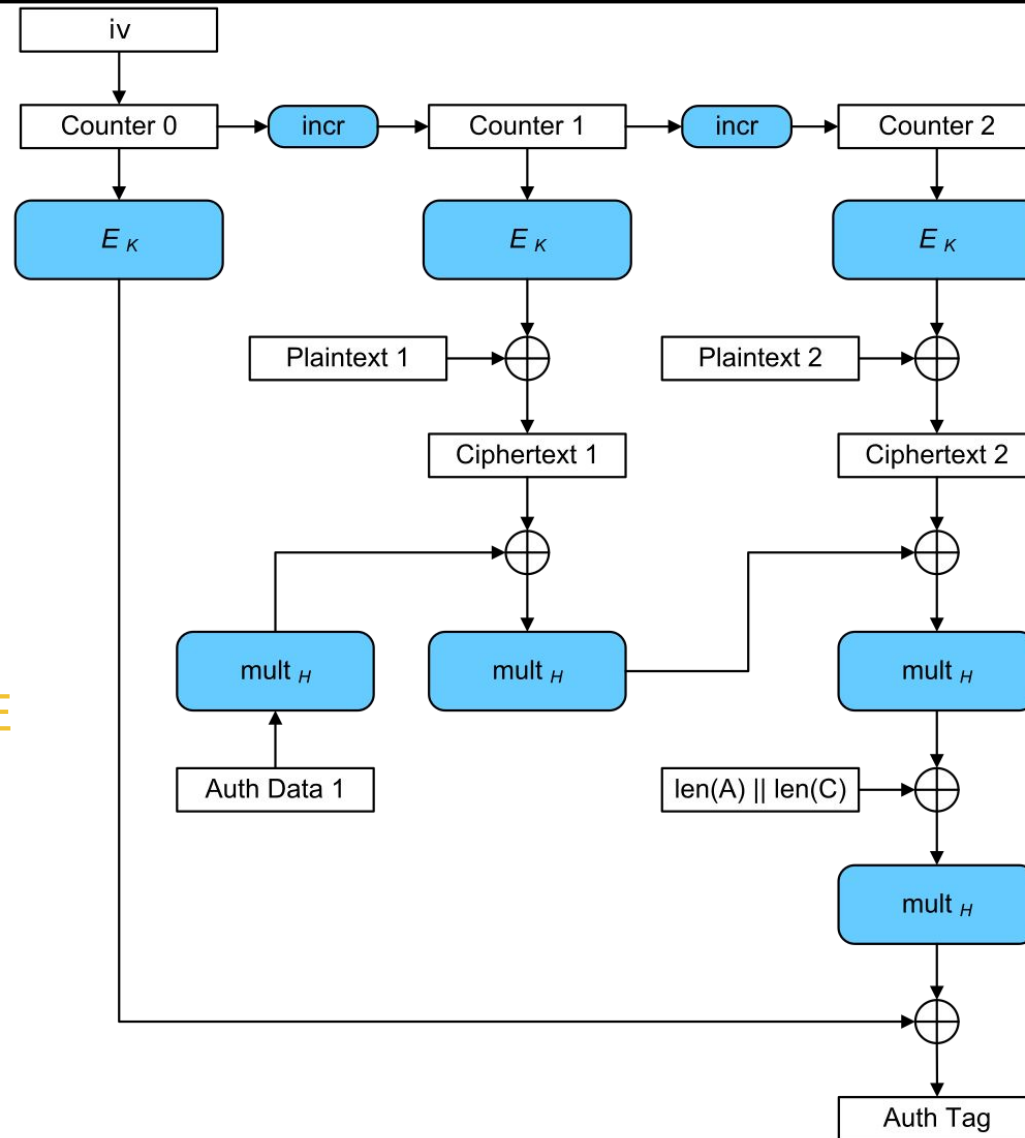 iv
Counter 0
incr
Counter 1
incr
Counter 2
E K
E K
E K
Plaintext 1
Plaintext 2
Ciphertext 1
Ciphertext 2
mult H
mult H
mult H
Auth Data 1
len(A) || len(C)
mult H
Auth Tag